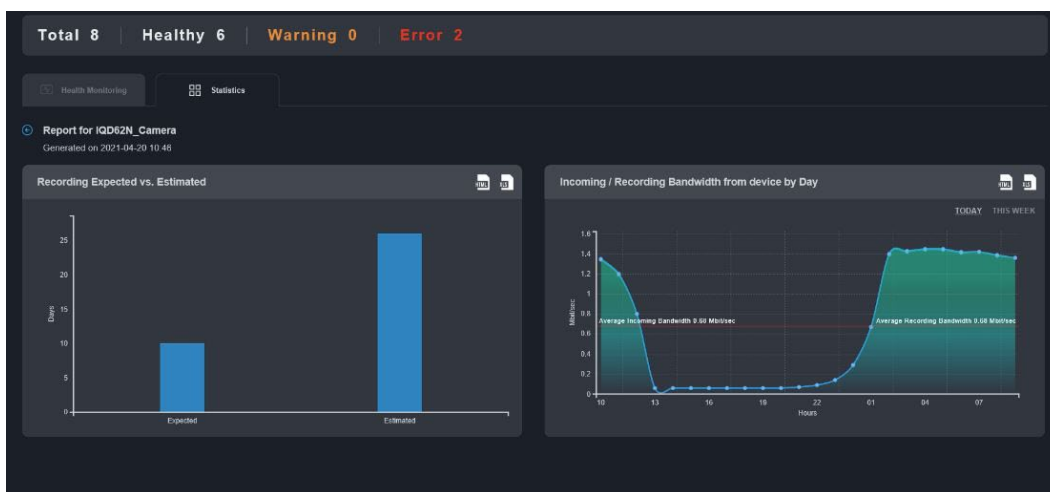 Total 8 Healthy 6 Warning 0 Error 2
Health Monitoring Statistics
Report for IQD62N_Camera
Generated on 2021-04-20 10:46
Recording Expected vs. Estimated
HTML
Days
25
20
15
10
5
0
Expected Estimated
Incoming / Recording Bandwidth from device by Day
HTML
TODAY THIS WEEK
Mbit/sec
1.6
1.4
1.2
1
0.8
0.6
0.4
0.2
0
Average Incoming Bandwidth 0.68 Mbit/sec Average Recording Bandwidth 0.68 Mbit/sec
10 13 16 19 22 01 04 07
Hours